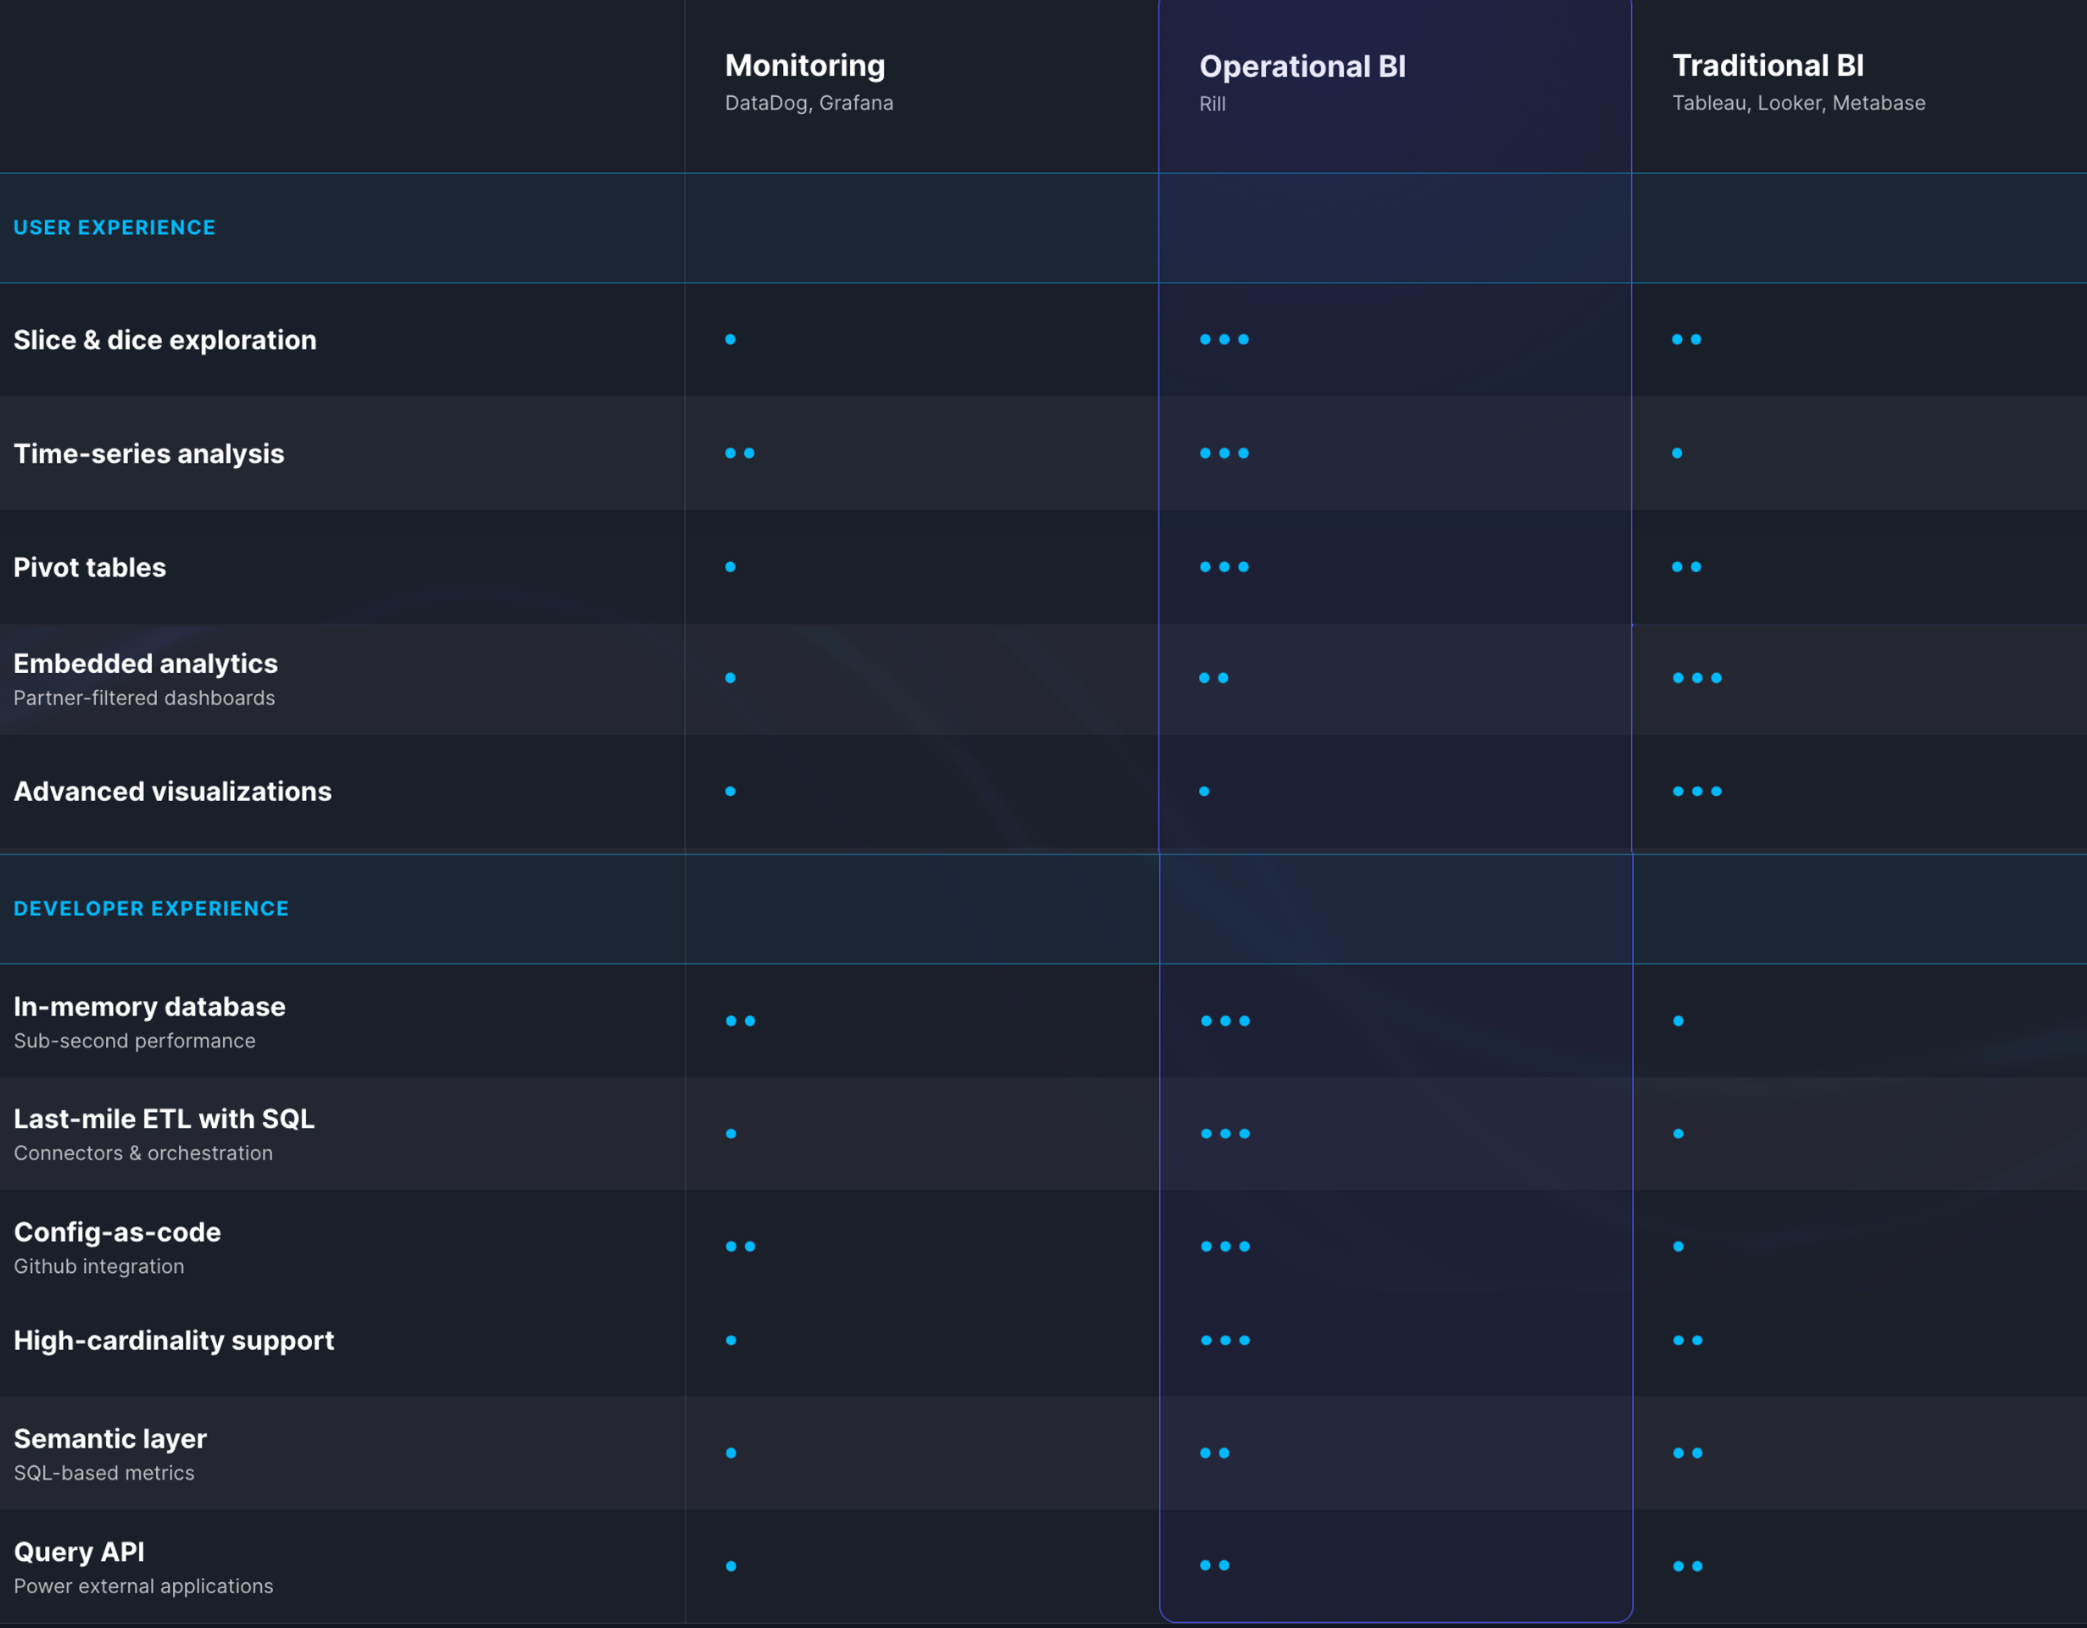 Monitoring
DataDog, Grafana
Operational BI
Rill
Traditional BI
Tableau, Looker, Metabase
USER EXPERIENCE
Slice & dice exploration
Time-series analysis
Pivot tables
Embedded analytics
Partner-filtered dashboards
Advanced visualizations
DEVELOPER EXPERIENCE
In-memory database
Sub-second performance
Last-mile ETL with SQL
Connectors & orchestration
Config-as-code
Github integration
High-cardinality support
Semantic layer
SQL-based metrics
Query API
Power external applications